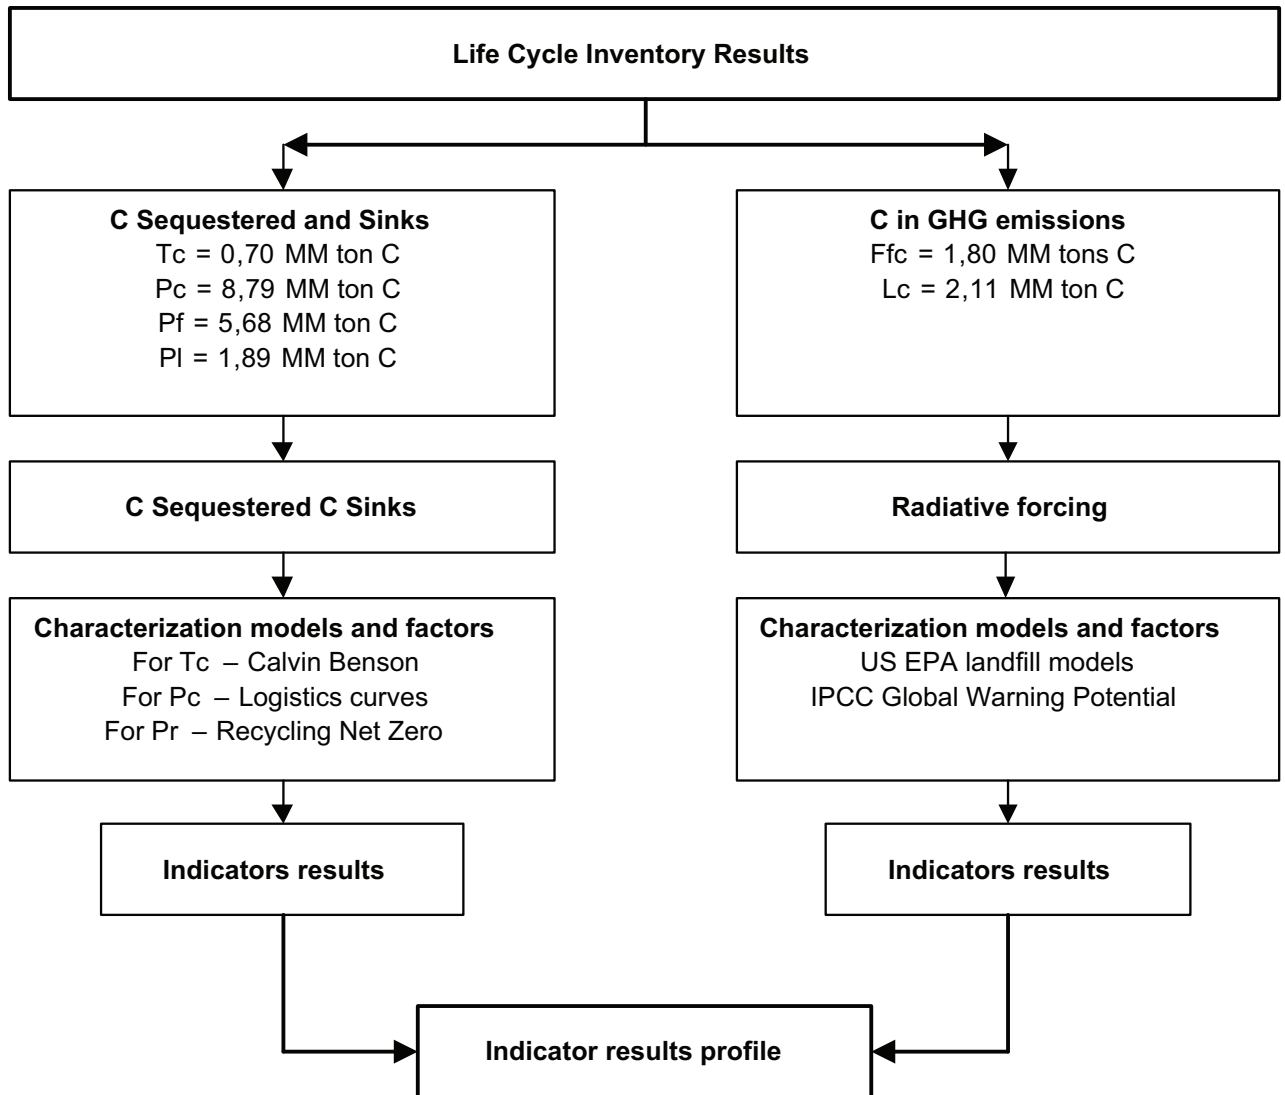 Life Cycle Inventory Results
C Sequestered and Sinks
Tc = 0,70 MM ton C
Pc = 8,79 MM ton C
Pf = 5,68 MM ton C
Pl = 1,89 MM ton C
C in GHG emissions
Ffc = 1,80 MM tons C
Lc = 2,11 MM ton C
C Sequestered C Sinks
Radiative forcing
Characterization models and factors
For Tc – Calvin Benson
For Pc – Logistics curves
For Pr – Recycling Net Zero
Characterization models and factors
US EPA landfill models
IPCC Global Warning Potential
Indicators results
Indicators results
Indicator results profile